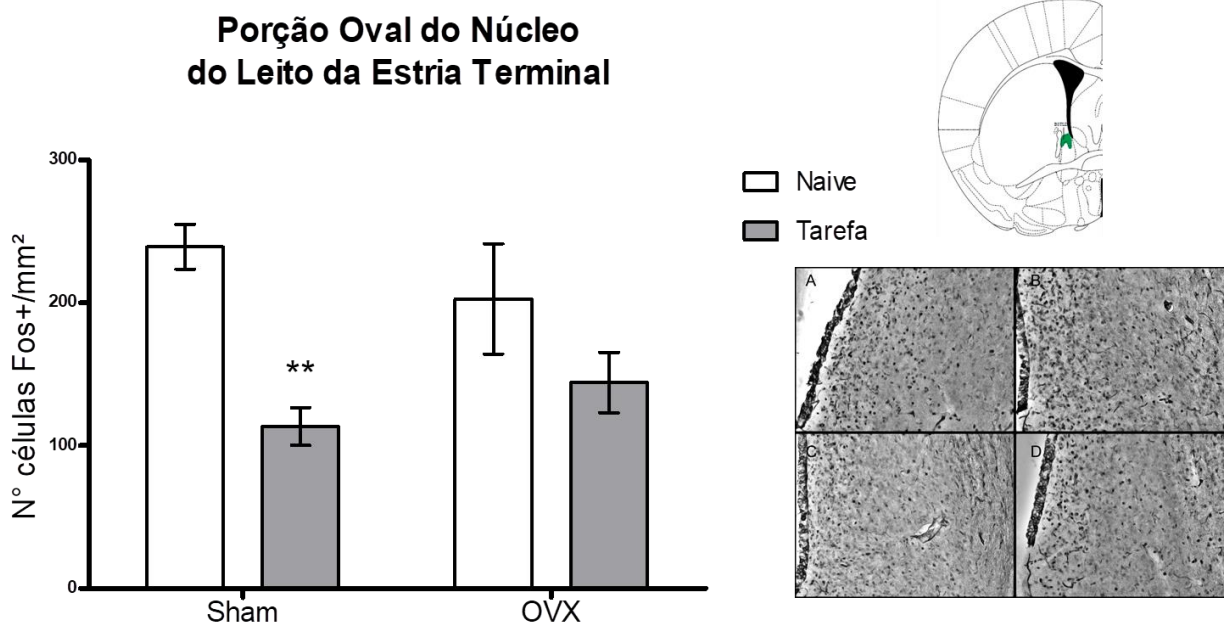 Porção Oval do Núcleo
do Leito da Estria Terminal
N° células Fos+/mm²
300
200
100
0
**
Sham
OVX
Naive
Tarefa
A
B
C
D